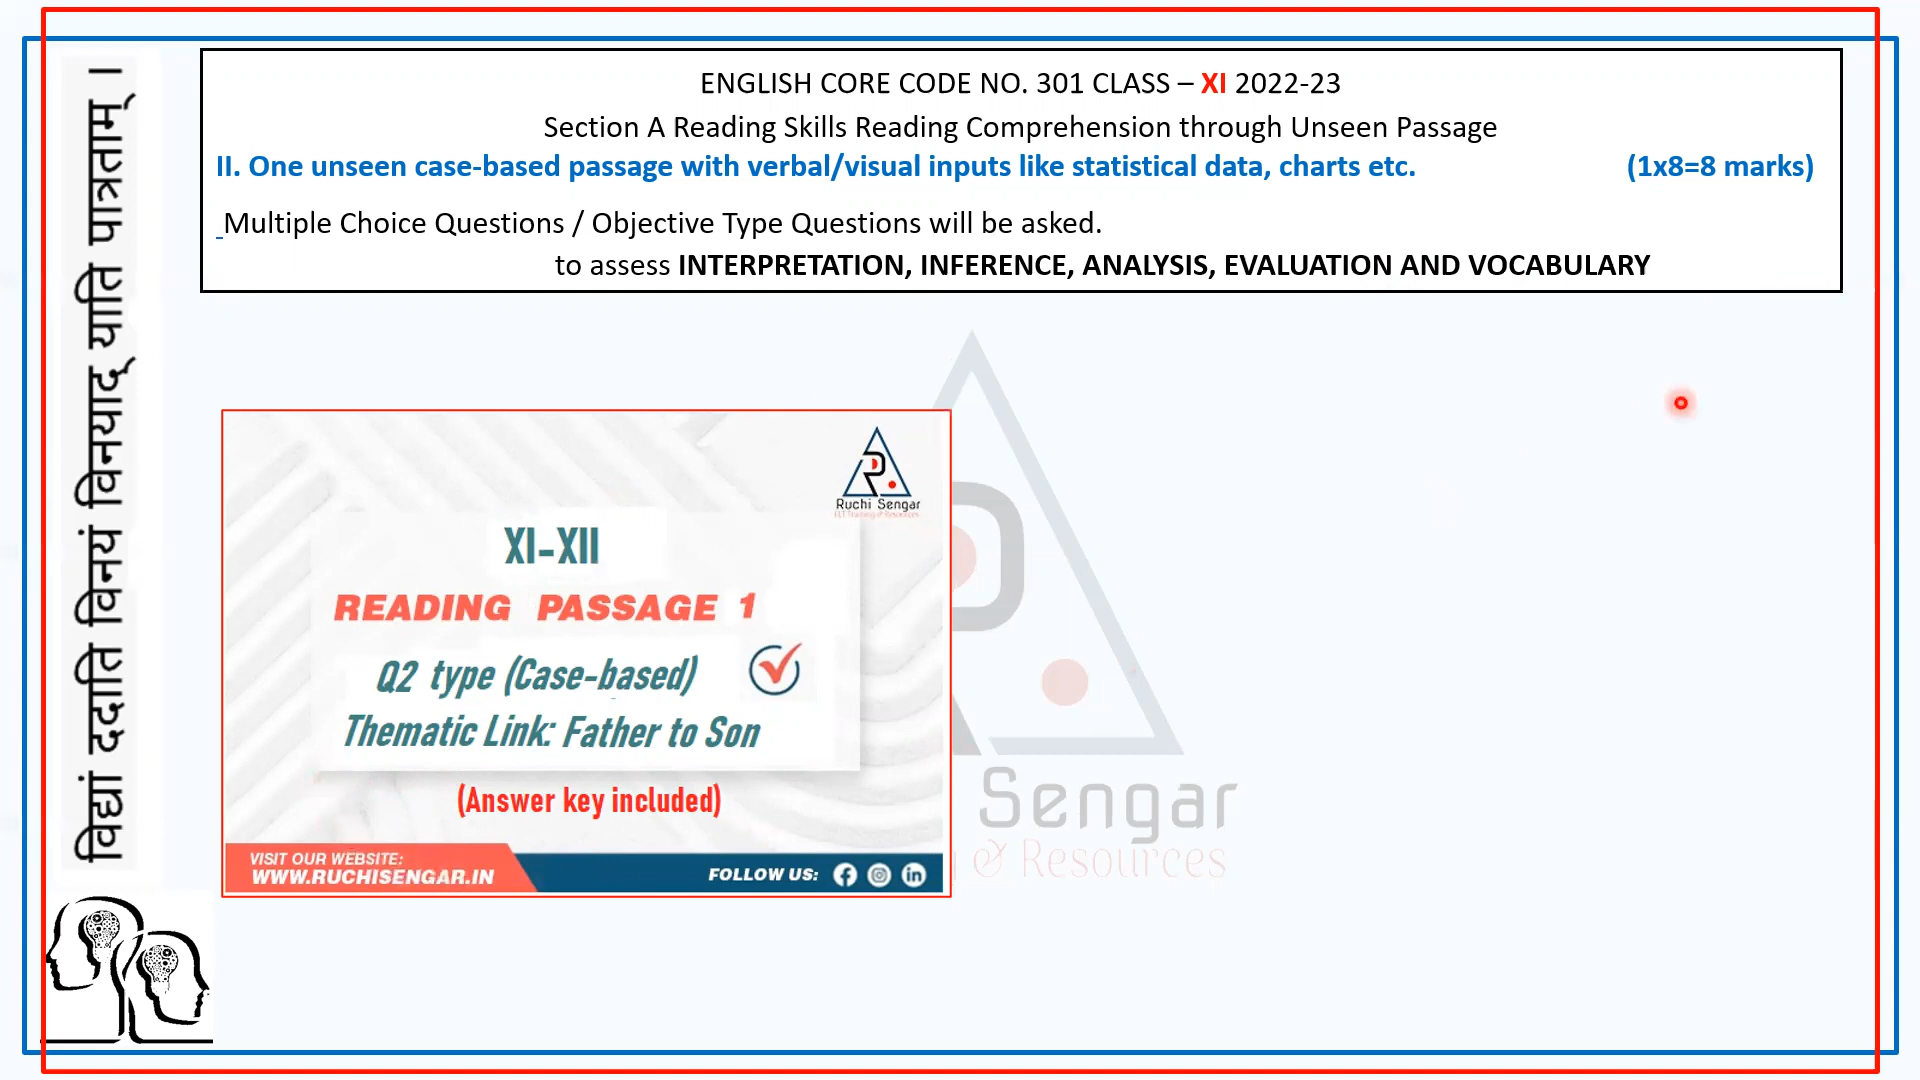 विद्यां ददाति विनयं विनयाद् याति पात्रताम् ।
ENGLISH CORE CODE NO. 301 CLASS – XI 2022-23
Section A Reading Skills Reading Comprehension through Unseen Passage
II. One unseen case-based passage with verbal/visual inputs like statistical data, charts etc. (1x8=8 marks)
Multiple Choice Questions / Objective Type Questions will be asked.
to assess INTERPRETATION, INFERENCE, ANALYSIS, EVALUATION AND VOCABULARY
Ruchi Sengar
ELT Training & Resources
XI-XII
READING PASSAGE 1
Q2 type (Case-based)
Thematic Link: Father to Son
(Answer key included)
VISIT OUR WEBSITE:
WWW.RUCHISENGAR.IN
FOLLOW US:
Sengar
& Resources